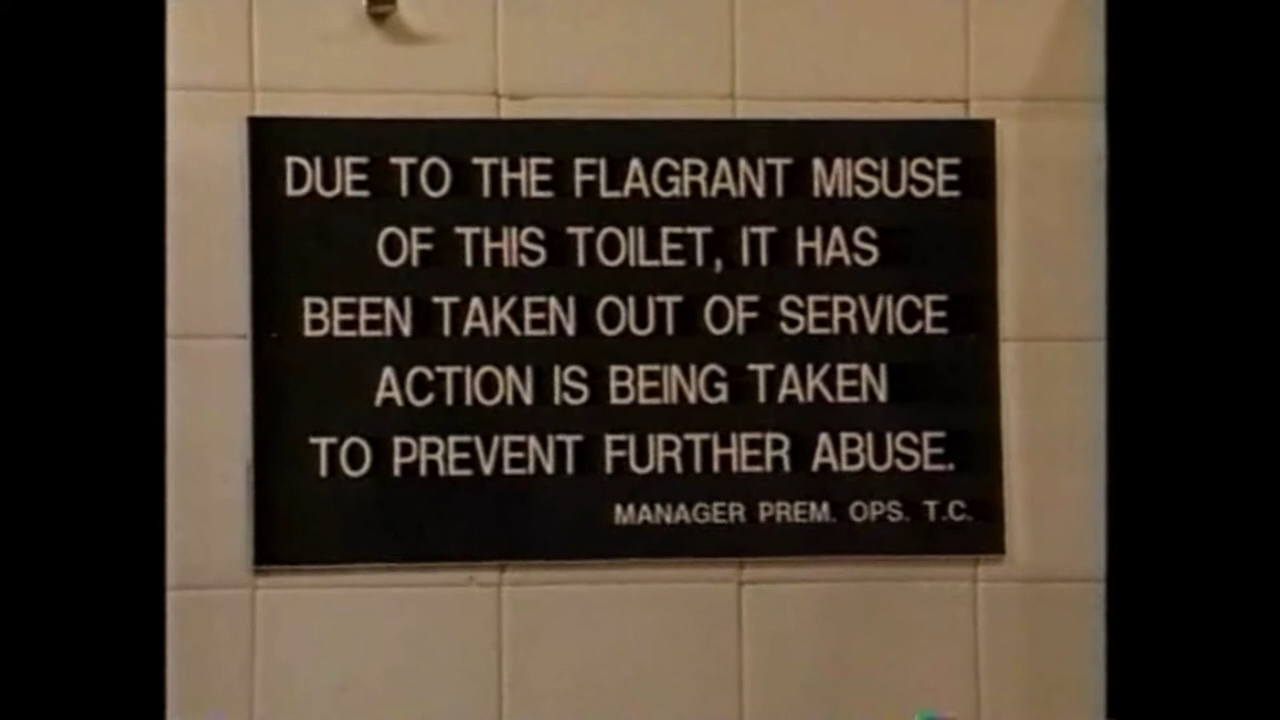 DUE TO THE FLAGRANT MISUSE
OF THIS TOILET, IT HAS
BEEN TAKEN OUT OF SERVICE
ACTION IS BEING TAKEN
TO PREVENT FURTHER ABUSE.
MANAGER PREM. OPS. T.C.